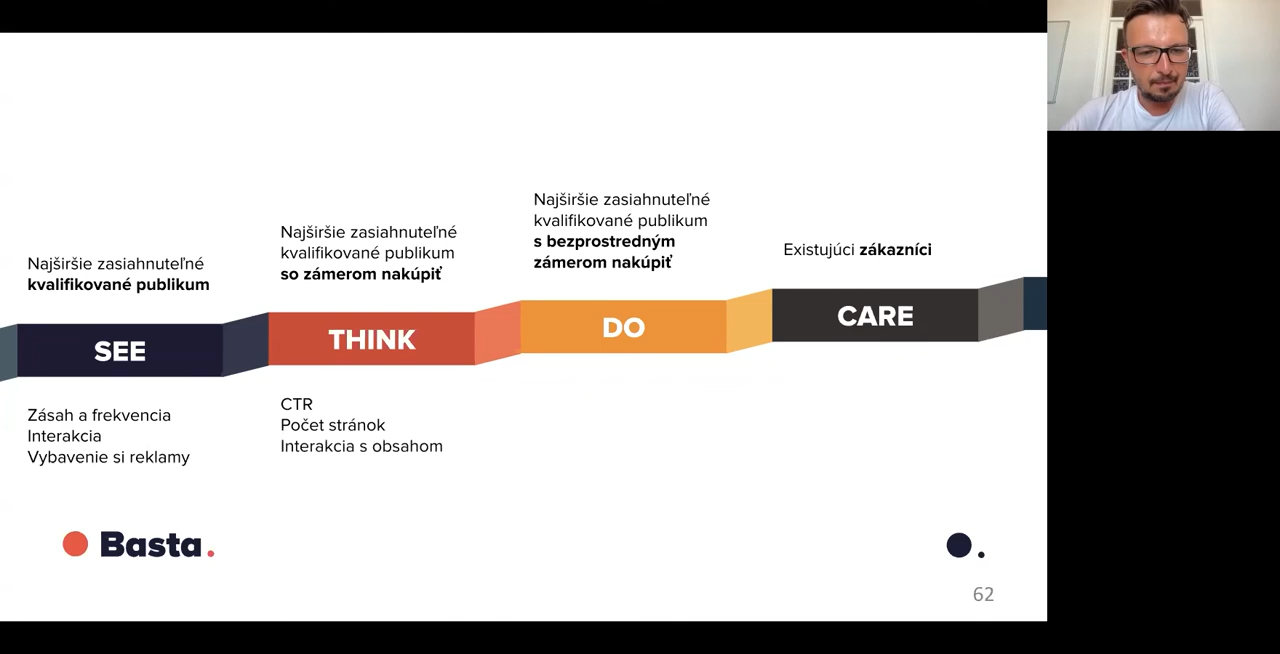 Najširšie zasiahnuteľné
kvalifikované publikum
SEE
Zásah a frekvencia
Interakcia
Vybavenie si reklamy
Najširšie zasiahnuteľné
kvalifikované publikum
so zámerom nakúpiť
THINK
CTR
Počet stránok
Interakcia s obsahom
Najširšie zasiahnuteľné
kvalifikované publikum
s bezprostredným
zámerom nakúpiť
DO
Existujúci zákazníci
CARE
Basta.
62